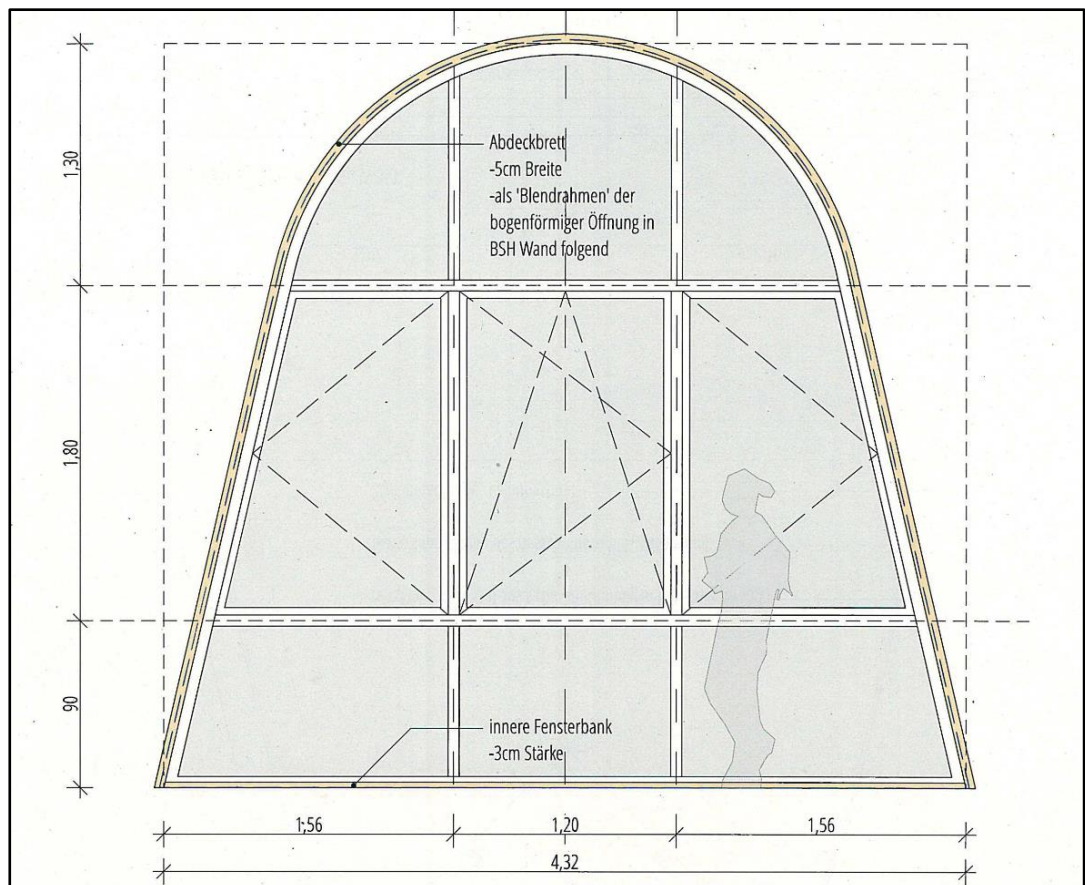 Abdeckbrett
-5cm Breite
-als 'Blendrahmen' der
bogenförmiger Öffnung in
BSH Wand folgend
1,30
1,80
90
innere Fensterbank
-3cm Stärke
1,56
1,20
1,56
4,32